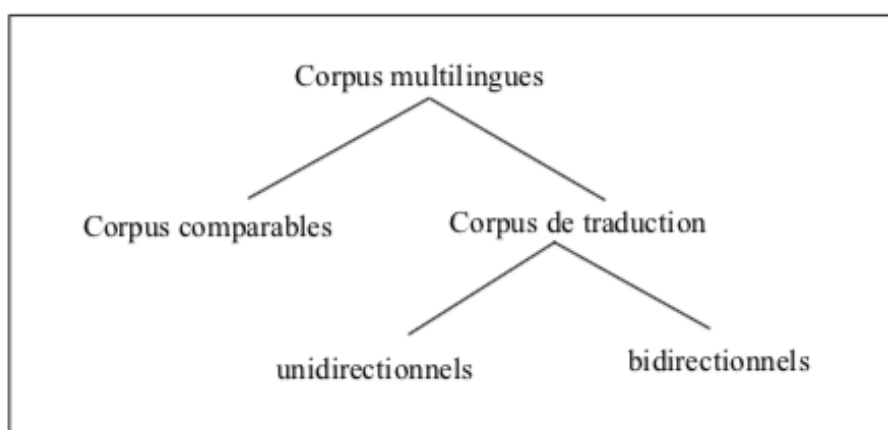 Corpus multilingues
Corpus comparables
Corpus de traduction
unidirectionnels
bidirectionnels